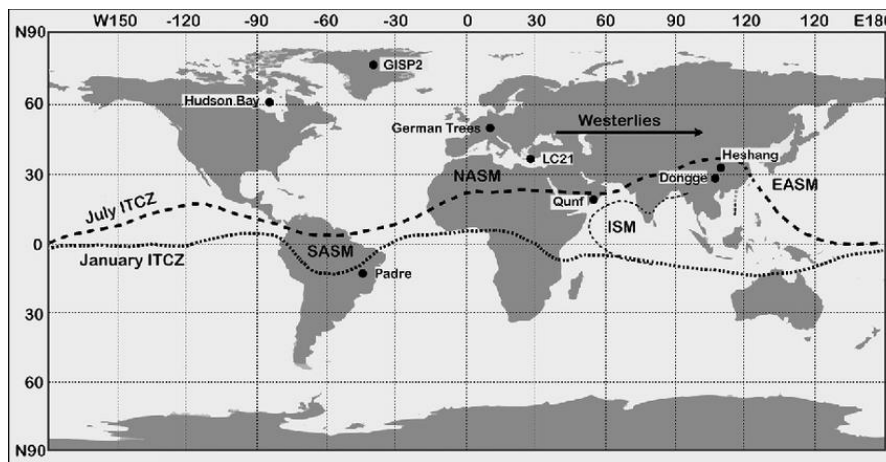 W150 -120 -90 -60 -30 0 30 60 90 120 120 E180
N90
GISP2
Hudson Bay
60
German Trees
Westerlies
LC21
Heshang
30
NASM
Dongge
EASM
Qunf
July ITCZ
ISM
0
SASM
January ITCZ
Padre
30
60
N90